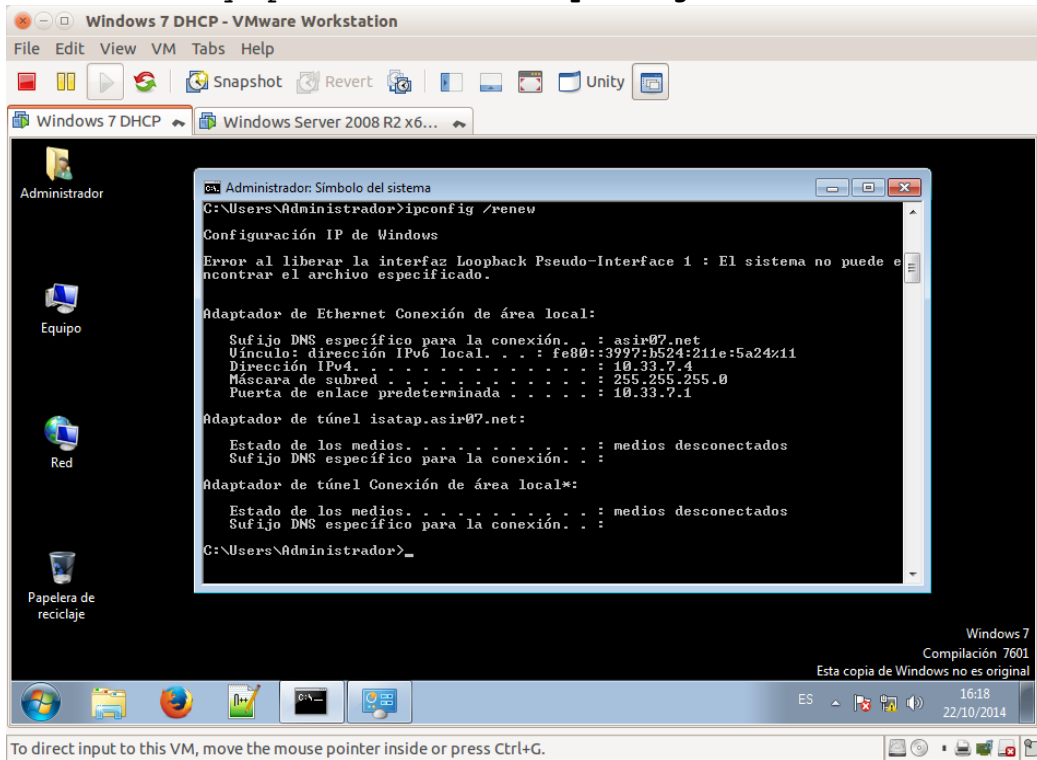 Windows 7 DHCP - VMware Workstation
File Edit View VM Tabs Help
Snapshot Revert Unity
Windows 7 DHCP Windows Server 2008 R2 x6...
Administrador
Equipo
Red
Papelera de
reciclaje
Administrador: Símbolo del sistema
C:\Users\Administrador>ipconfig /renew
Configuración IP de Windows
Error al liberar la interfaz Loopback Pseudo-Interface 1 : El sistema no puede e
ncontrar el archivo especificado.
Adaptador de Ethernet Conexión de área local:
Sufijo DNS específico para la conexión. . : asir07.net
Vínculo: dirección IPv6 local. . . : fe80::3997:b524:211e:5a24%11
Dirección IPv4. . . . . . . . . . . . . . : 10.33.7.4
Máscara de subred . . . . . . . . . . . . : 255.255.255.0
Puerta de enlace predeterminada . . . . . : 10.33.7.1
Adaptador de túnel isatap.asir07.net:
Estado de los medios. . . . . . . . . . . : medios desconectados
Sufijo DNS específico para la conexión. . :
Adaptador de túnel Conexión de área local*:
Estado de los medios. . . . . . . . . . . : medios desconectados
Sufijo DNS específico para la conexión. . :
C:\Users\Administrador>_
Windows 7
Compilación 7601
Esta copia de Windows no es original
ES
16:18
22/10/2014
To direct input to this VM, move the mouse pointer inside or press Ctrl+G.